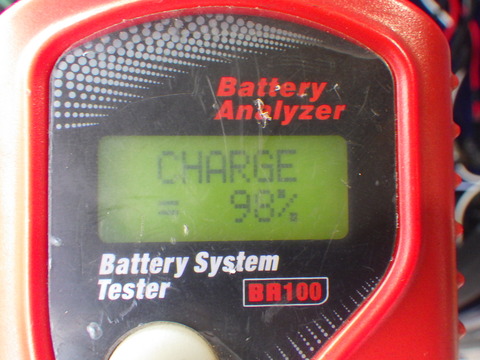 Battery
Analyzer
CHARGE
= 98%
Battery System
Tester
BR100